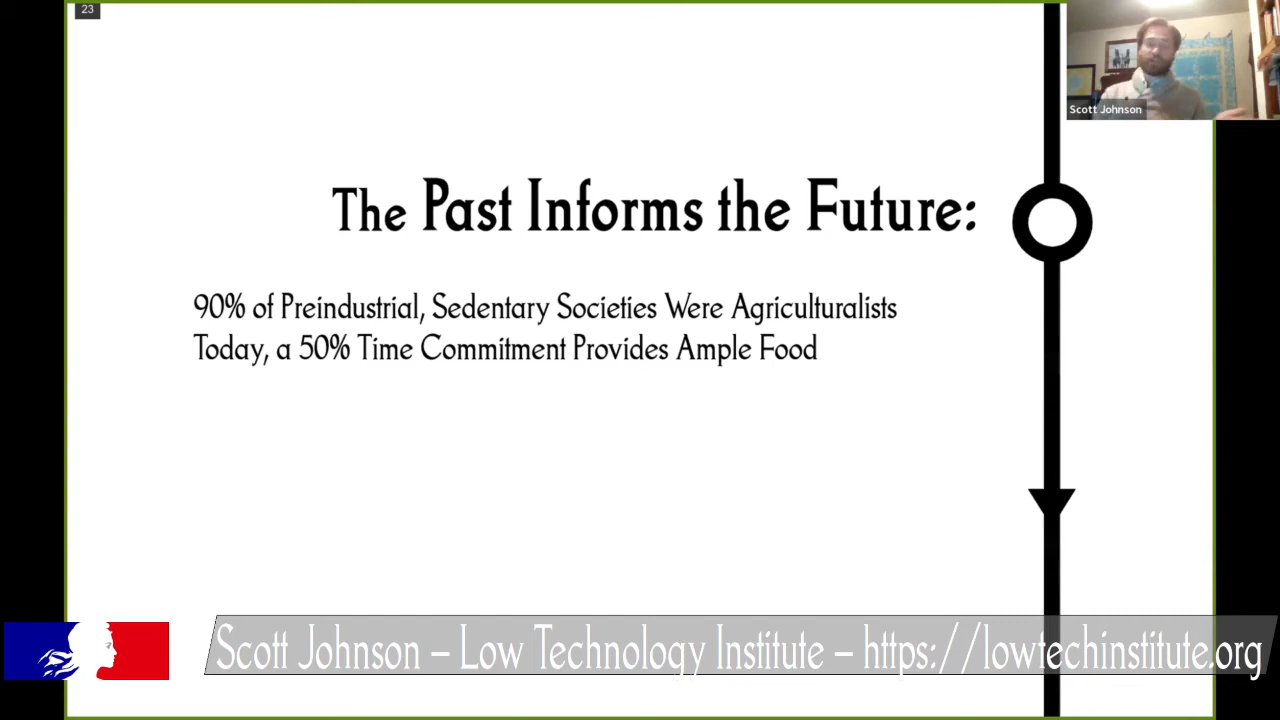 23
Scott Johnson
The Past Informs the Future:
90% of Preindustrial, Sedentary Societies Were Agriculturalists
Today, a 50% Time Commitment Provides Ample Food
Scott Johnson – Low Technology Institute – https://lowtechinstitute.org